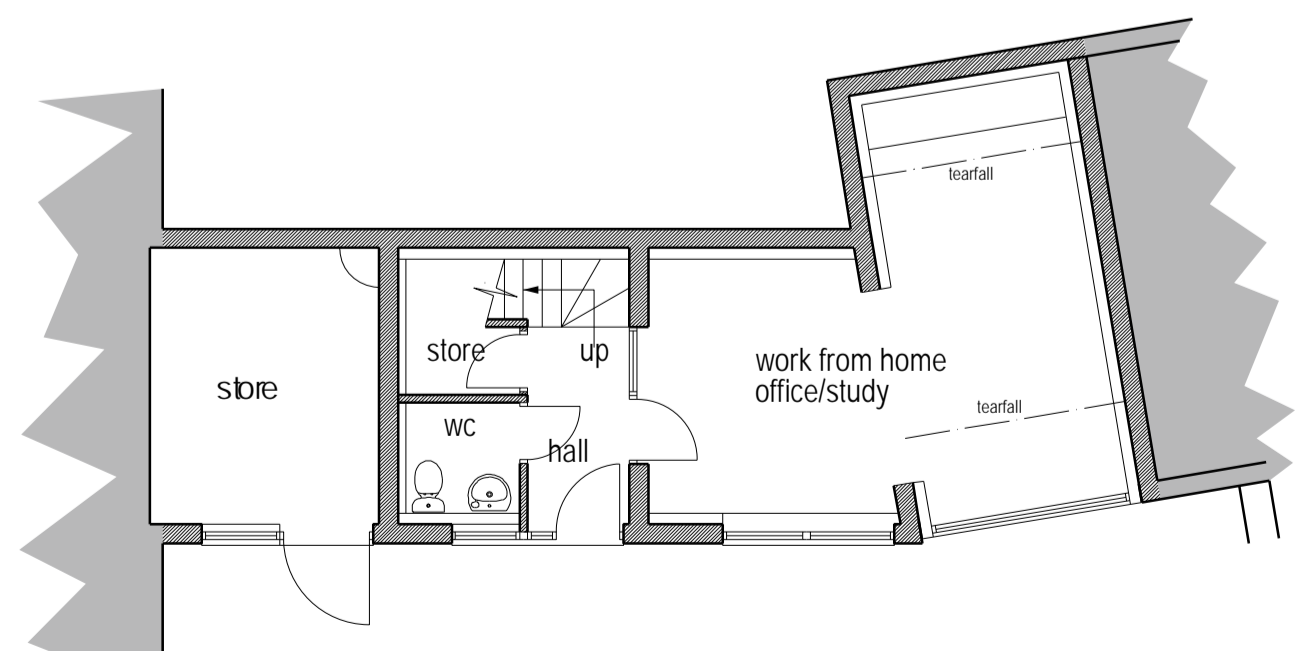 tearfall
store
store
up
work from home
office/study
tearfall
wc
hall